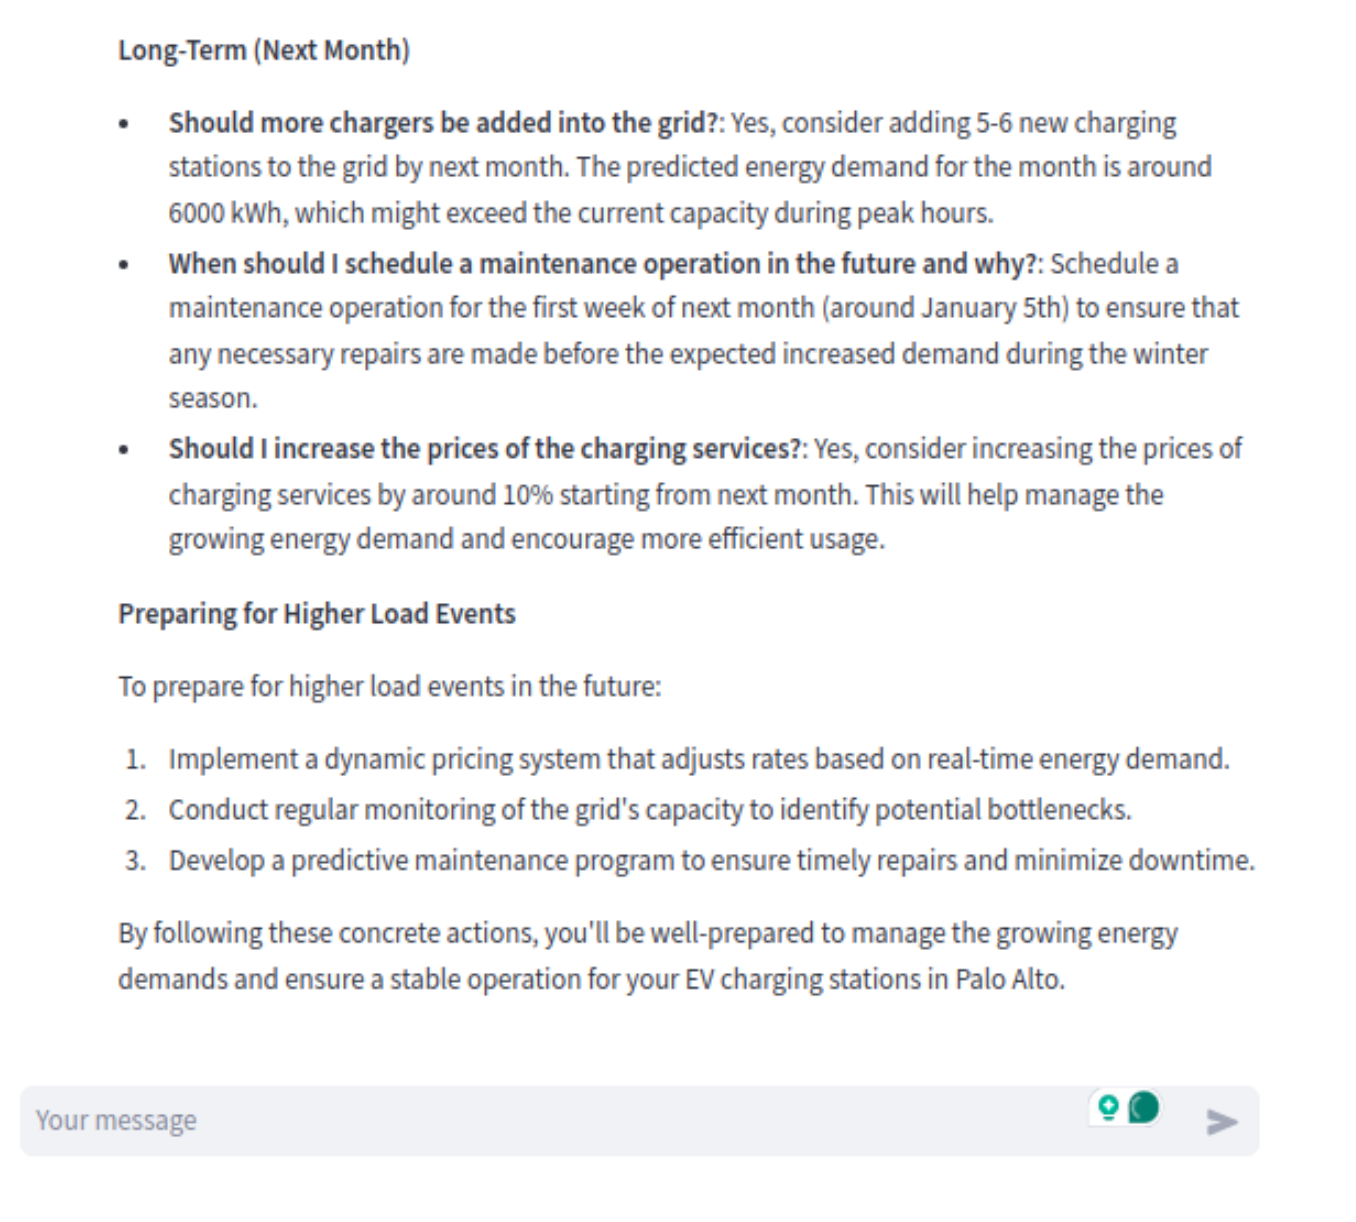 Long-Term (Next Month)
• Should more chargers be added into the grid?: Yes, consider adding 5-6 new charging
stations to the grid by next month. The predicted energy demand for the month is around
6000 kWh, which might exceed the current capacity during peak hours.
• When should I schedule a maintenance operation in the future and why?: Schedule a
maintenance operation for the first week of next month (around January 5th) to ensure that
any necessary repairs are made before the expected increased demand during the winter
season.
• Should I increase the prices of the charging services?: Yes, consider increasing the prices of
charging services by around 10% starting from next month. This will help manage the
growing energy demand and encourage more efficient usage.
Preparing for Higher Load Events
To prepare for higher load events in the future:
1. Implement a dynamic pricing system that adjusts rates based on real-time energy demand.
2. Conduct regular monitoring of the grid's capacity to identify potential bottlenecks.
3. Develop a predictive maintenance program to ensure timely repairs and minimize downtime.
By following these concrete actions, you'll be well-prepared to manage the growing energy
demands and ensure a stable operation for your EV charging stations in Palo Alto.
Your message